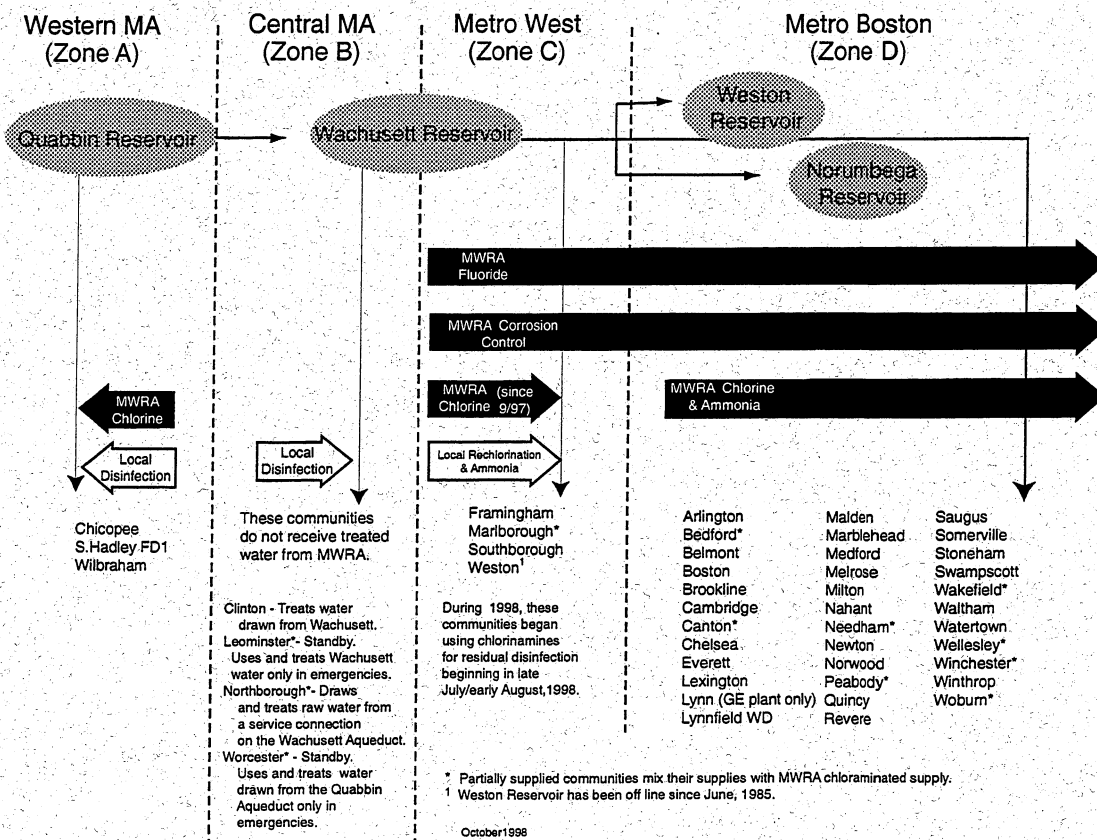 Western MA
(Zone A)
Central MA
(Zone B)
Metro West
(Zone C)
Metro Boston
(Zone D)
Quabbin Reservoir
Wachusett Reservoir
Weston
Reservoir
Norumbega
Reservoir
MWRA
Fluoride
MWRA Corrosion
Control
MWRA
Chlorine
MWRA (since
Chlorine 9/97)
MWRA Chlorine
& Ammonia
Local
Disinfection
Local
Disinfection
Local Rechlorination
& Ammonia
Chicopee
S.Hadley FD1
Wilbraham
These communities
do not receive treated
water from MWRA.
Clinton - Treats water
drawn from Wachusett.
Leominster*- Standby.
Uses and treats Wachusett
water only in emergencies.
Northborough*- Draws
and treats raw water from
a service connection
on the Wachusett Aqueduct.
Worcester* - Standby.
Uses and treats water
drawn from the Quabbin
Aqueduct only in
emergencies.
Framingham
Marlborough*
Southborough
Weston¹
During 1998, these
communities began
using chlorinamines
for residual disinfection
beginning in late
July/early August,1998.
Arlington
Bedford*
Belmont
Boston
Brookline
Cambridge
Canton*
Chelsea
Everett
Lexington
Lynn (GE plant only)
Lynnfield WD
Malden
Marblehead
Medford
Melrose
Milton
Nahant
Needham*
Newton
Norwood
Peabody*
Quincy
Revere
Saugus
Somerville
Stoneham
Swampscott
Wakefield*
Waltham
Watertown
Wellesley*
Winchester*
Winthrop
Woburn*
* Partially supplied communities mix their supplies with MWRA chloraminated supply.
¹ Weston Reservoir has been off line since June, 1985.
October1998